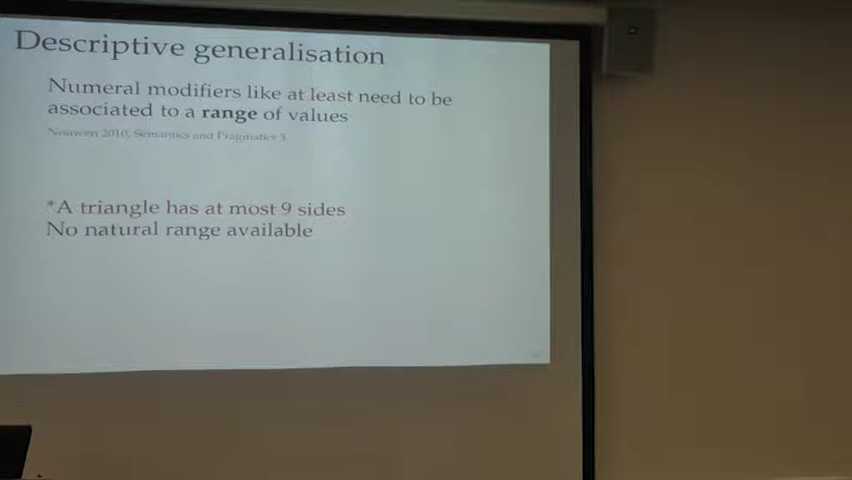 Descriptive generalisation
Numeral modifiers like at least need to be
associated to a range of values
Nouwen 2010, Semantics and Pragmatics 3
*A triangle has at most 9 sides
No natural range available